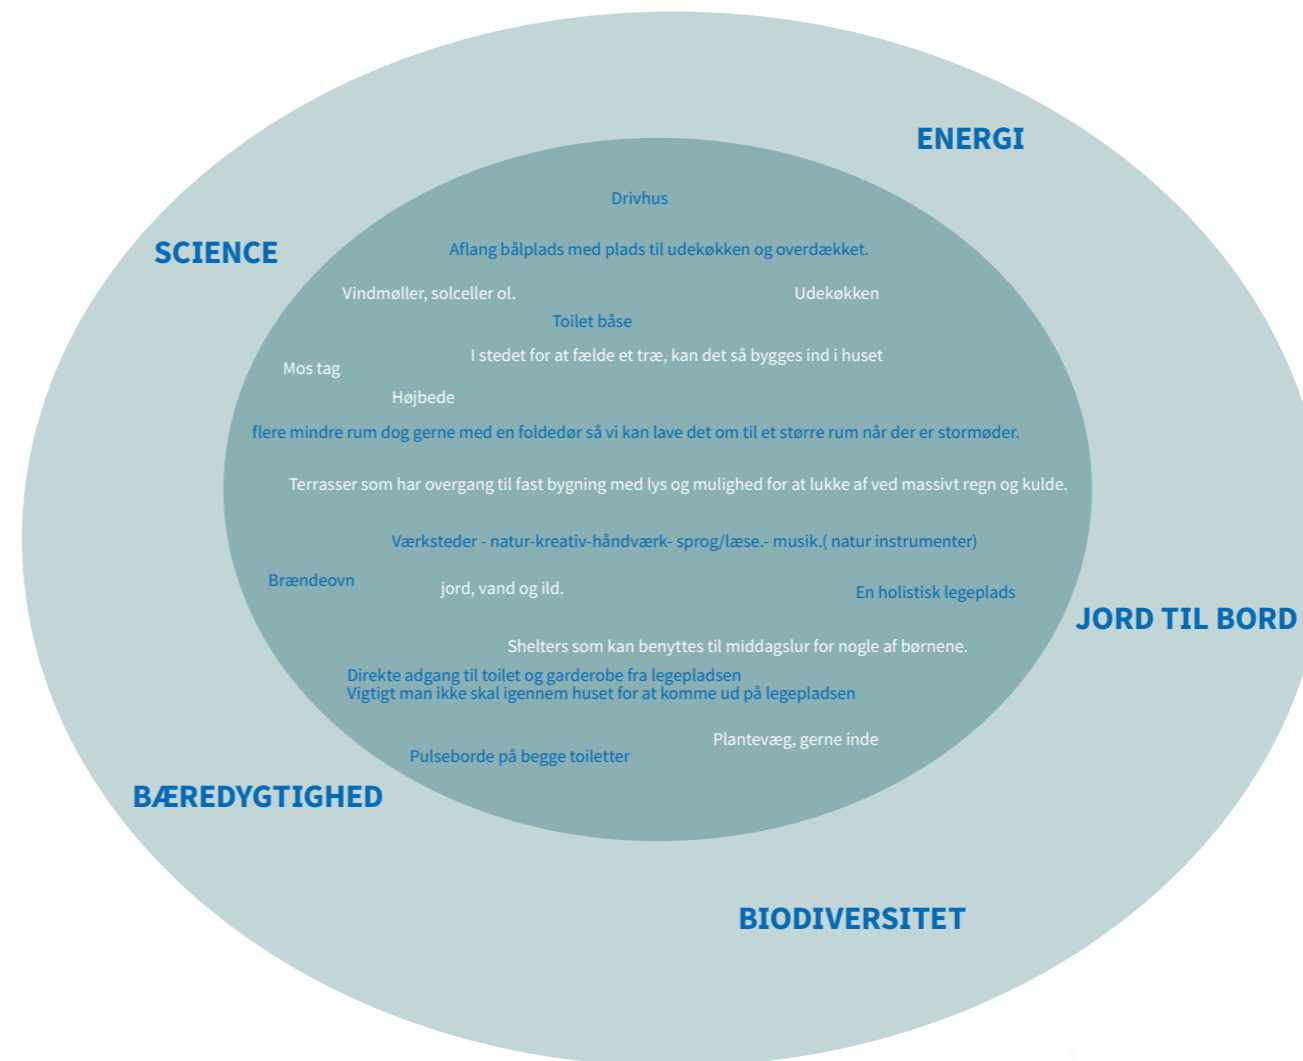 ENERGI
Drivhus
SCIENCE
Aflang bålplads med plads til udekøkken og overdækket.
Vindmøller, solceller ol.
Udekøkken
Toilet båse
I stedet for at fælde et træ, kan det så bygges ind i huset
Mos tag
Højbede
flere mindre rum dog gerne med en foldedør så vi kan lave det om til et større rum når der er stormøder.
Terrasser som har overgang til fast bygning med lys og mulighed for at lukke af ved massivt regn og kulde.
Værksteder - natur-kreativ-håndværk- sprog/læse.- musik.( natur instrumenter)
Brændeovn
jord, vand og ild.
En holistisk legeplads
JORD TIL BORD
Shelters som kan benyttes til middagslur for nogle af børnene.
Direkte adgang til toilet og garderobe fra legepladsen
Vigtigt man ikke skal igennem huset for at komme ud på legepladsen
Plantevæg, gerne inde
Pulseborde på begge toiletter
BÆREDYGTIGHED
BIODIVERSITET